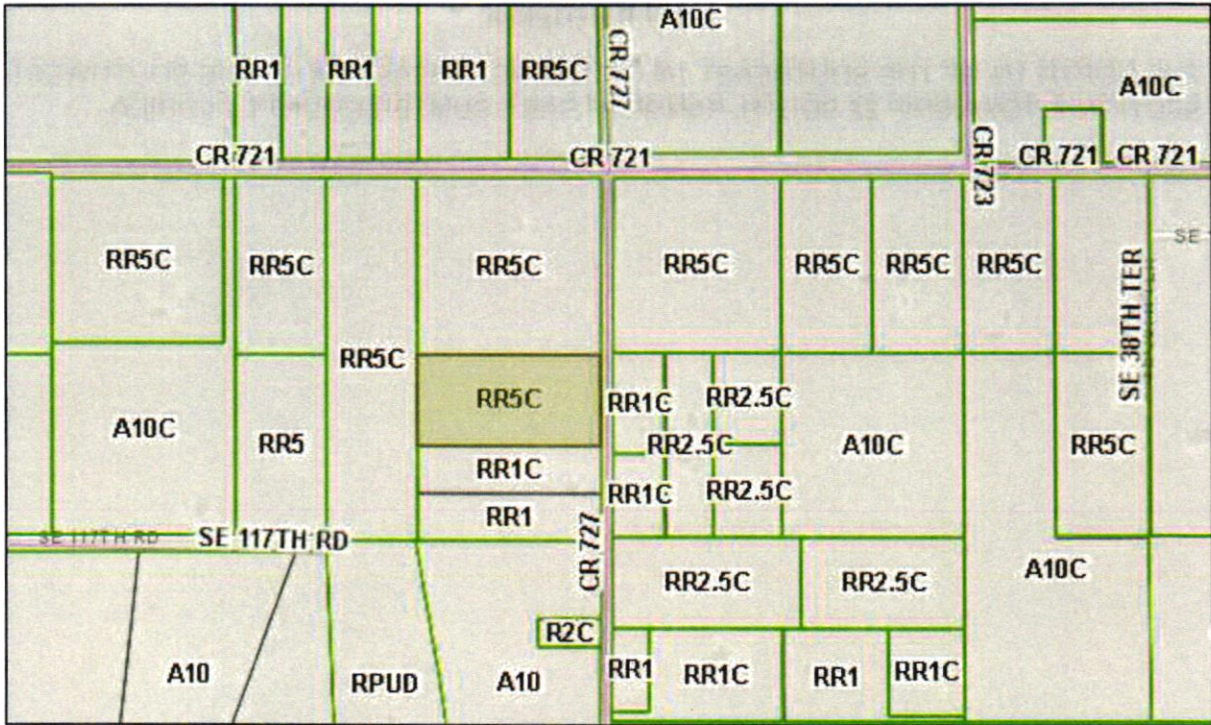 A10C
CR 727
RR1
RR1
RR1
RR5C
A10C
CR 721
CR 721
CR 723
CR 721
CR 721
SE
RR5C
RR5C
RR5C
RR5C
RR5C
RR5C
RR5C
SE 38TH TER
RR5C
RR5C
RR1C
RR2.5C
A10C
RR5
RR1C
RR2.5C
A10C
RR5C
RR1C
RR2.5C
RR1
SE 117TH RD
SE 117TH RD
CR 727
RR2.5C
RR2.5C
A10C
R2C
A10
RPUD
A10
RR1
RR1C
RR1
RR1C